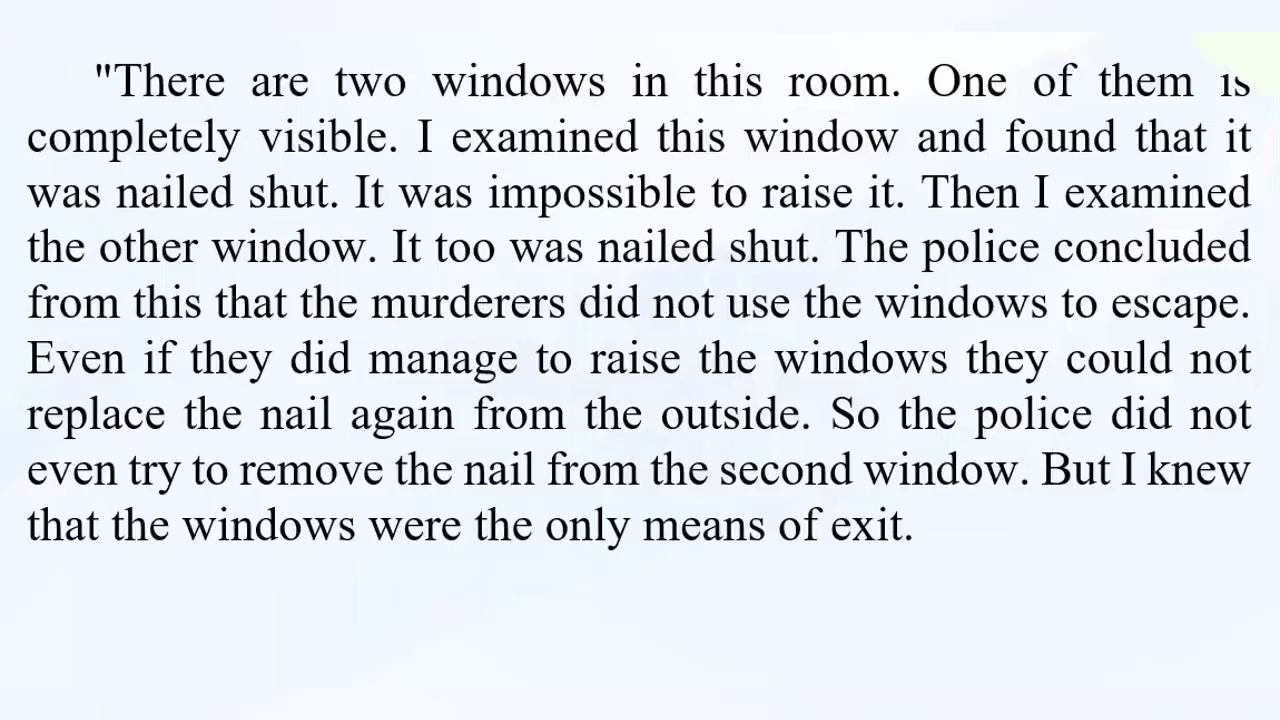 "There are two windows in this room. One of them is
completely visible. I examined this window and found that it
was nailed shut. It was impossible to raise it. Then I examined
the other window. It too was nailed shut. The police concluded
from this that the murderers did not use the windows to escape.
Even if they did manage to raise the windows they could not
replace the nail again from the outside. So the police did not
even try to remove the nail from the second window. But I knew
that the windows were the only means of exit.